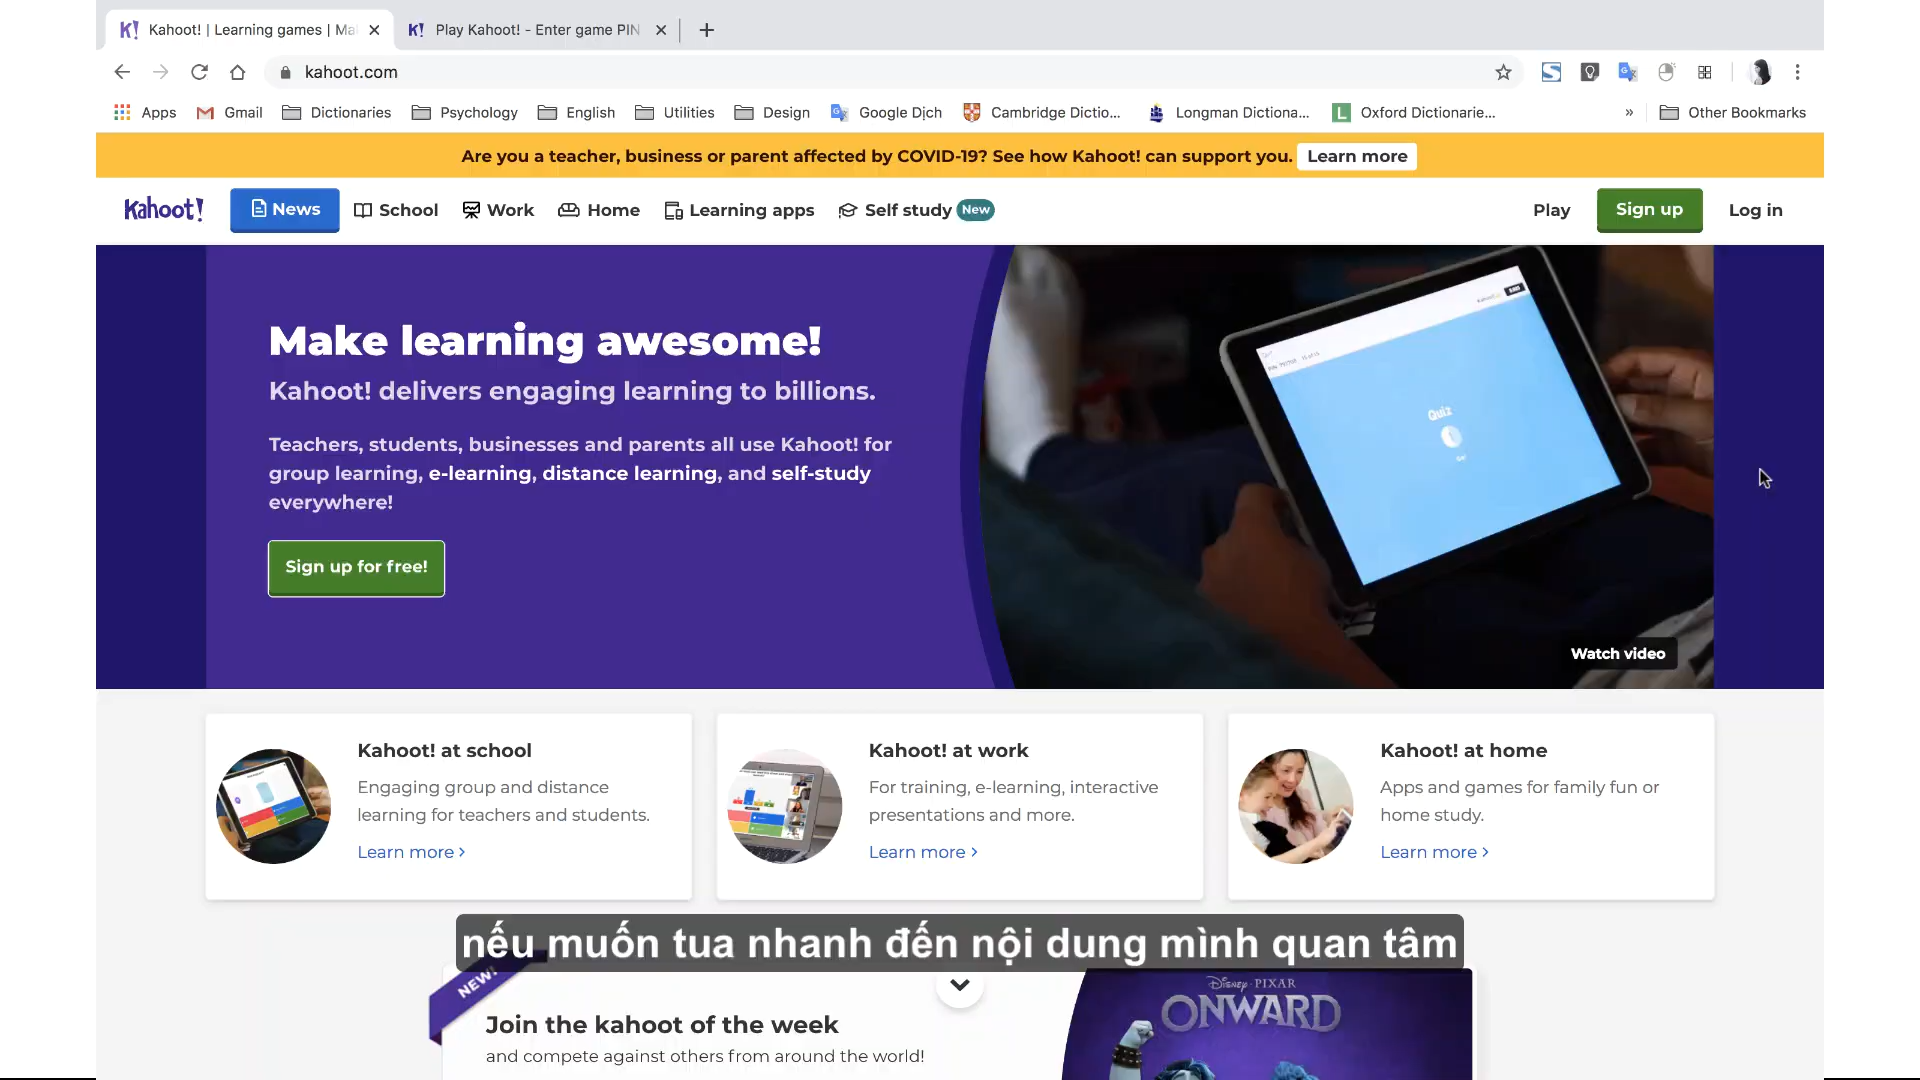 Kahoot! | Learning games | Ma
Play Kahoot! - Enter game PIN
kahoot.com
Apps
Gmail
Dictionaries
Psychology
English
Utilities
Design
Google Dịch
Cambridge Dictio...
Longman Dictiona...
Oxford Dictionarie...
»
Other Bookmarks
Are you a teacher, business or parent affected by COVID-19? See how Kahoot! can support you.
Learn more
Kahoot!
News
School
Work
Home
Learning apps
Self study
New
Play
Sign up
Log in
Make learning awesome!
Kahoot! delivers engaging learning to billions.
Teachers, students, businesses and parents all use Kahoot! for
group learning, e-learning, distance learning, and self-study
everywhere!
Sign up for free!
Quiz
Watch video
Kahoot! at school
Engaging group and distance
learning for teachers and students.
Learn more ›
Kahoot! at work
For training, e-learning, interactive
presentations and more.
Learn more ›
Kahoot! at home
Apps and games for family fun or
home study.
Learn more ›
nếu muốn tua nhanh đến nội dung mình quan tâm
NEW!
Join the kahoot of the week
and compete against others from around the world!
Disney · PIXAR
ONWARD